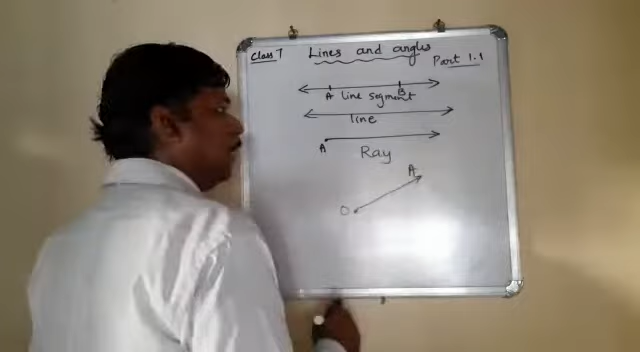 Class 7 Lines and angles Part 1.1
A B
line segment
line
A
Ray
A
O